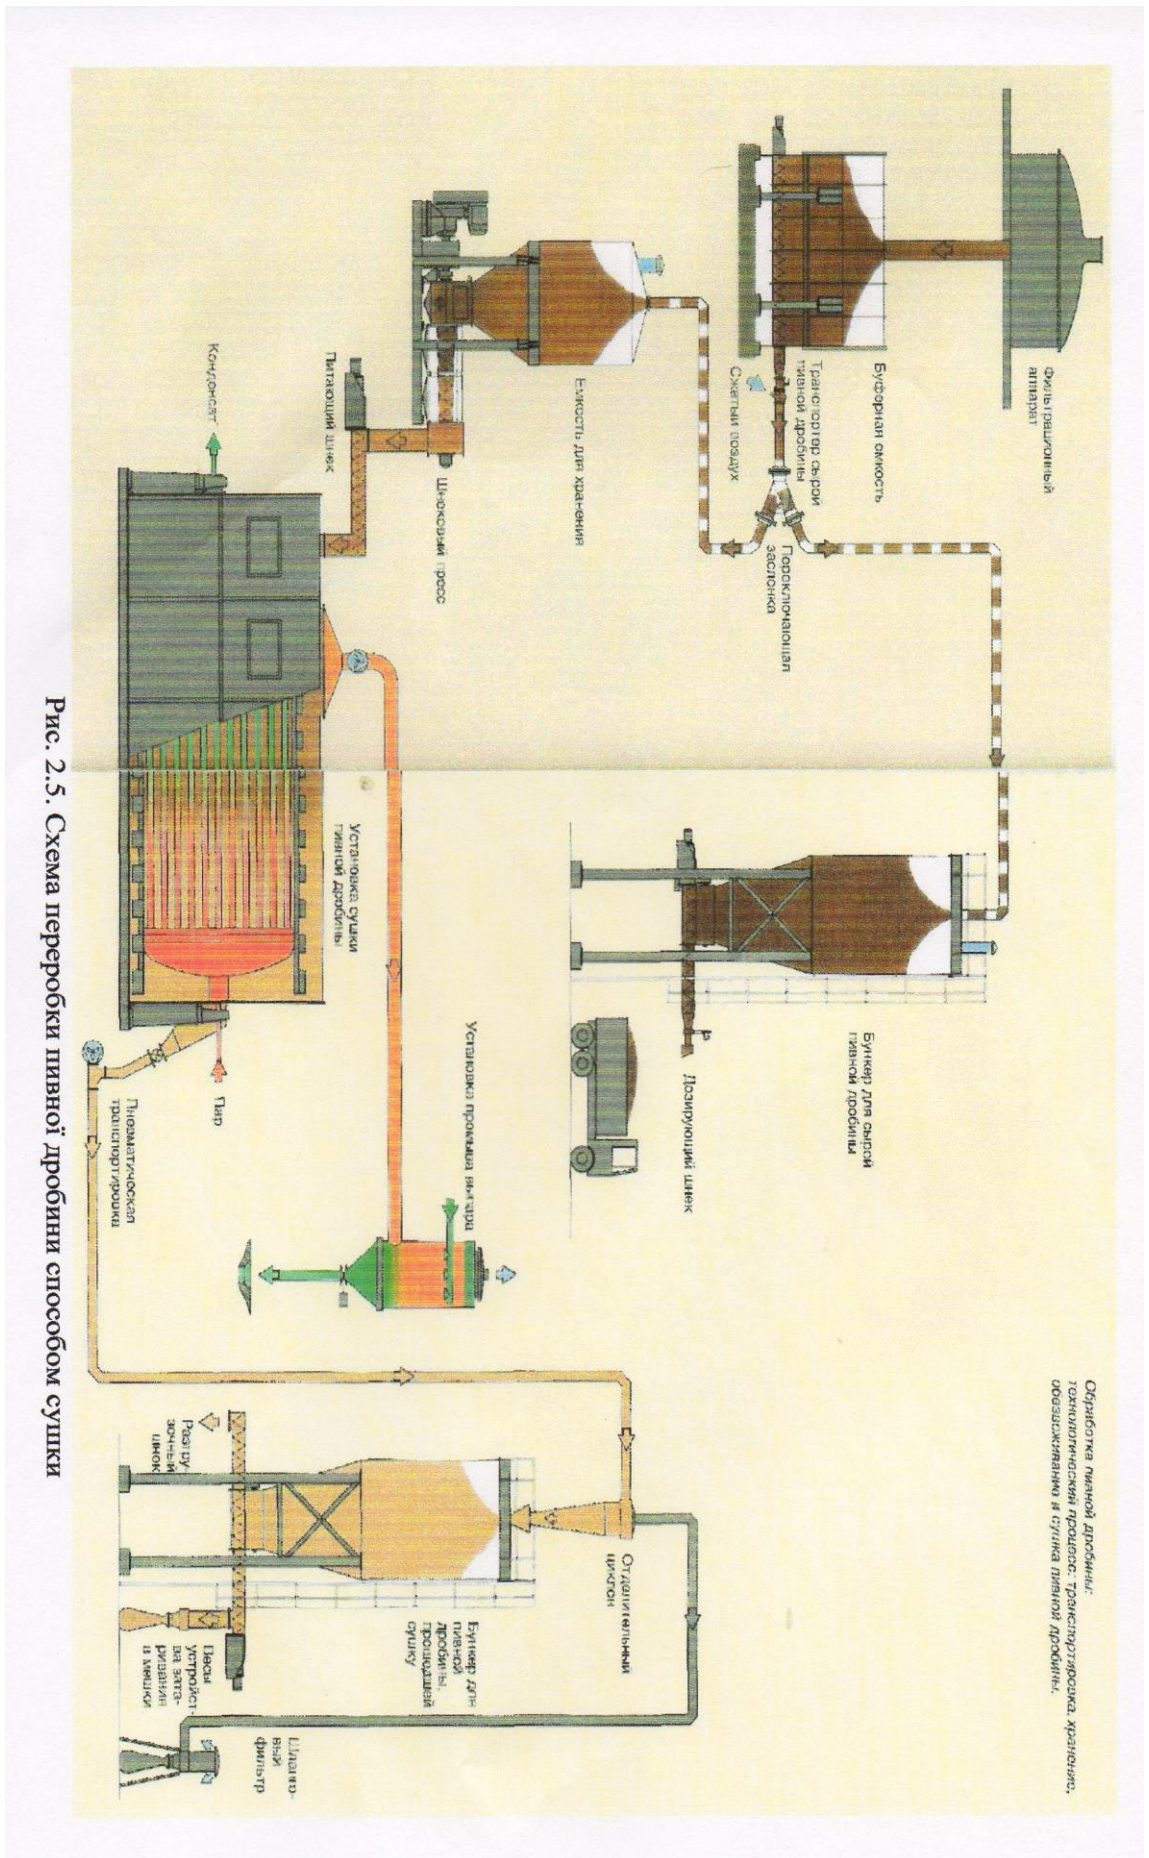 Обработка пивной дробины:
технологический процесс: транспортировка, хранение,
обезвоживание и сушка пивной дробины.
Фильтрационный
аппарат
Буферная емкость
Транспортер сырой
пивной дробины
Сжатый воздух
Переключающая
заслонка
Емкость для хранения
Шнековый пресс
Питающий шнек
Конденсат
Бункер для сырой
пивной дробины
Дозирующий шнек
Установка сушки
пивной дробины
Установка промыва выпара
Пар
Пневматическая
транспортировка
Отделительный
циклон
Бункер для
пивной
дробины,
прошедшей
сушку
Разгру-
зочный
шнек
Весы
устройст-
ва зата-
ривания
в мешки
Шланго-
вый
фильтр
Рис. 2.5. Схема переробки пивної дробини способом сушки